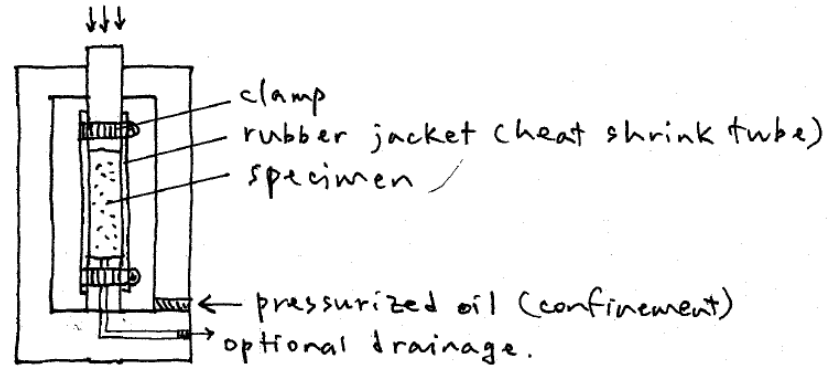 clamp
rubber jacket (heat shrink tube)
specimen
pressurized oil (confinement)
optional drainage.